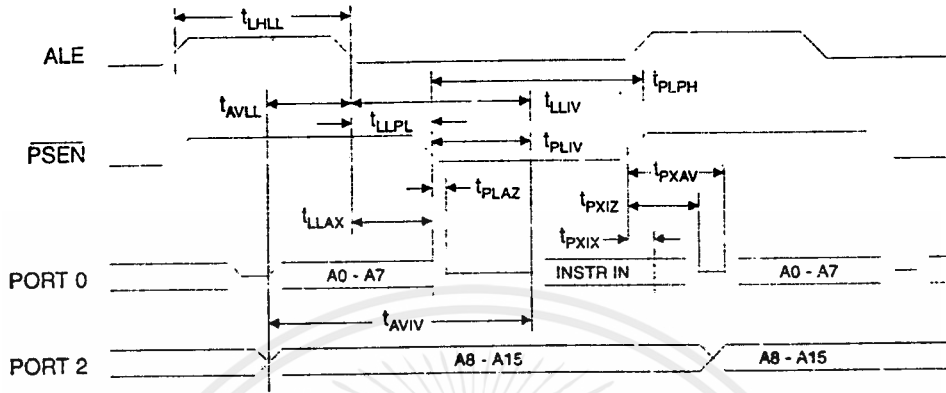 tLHLL
ALE
tPLPH
tAVLL
tLLIV
tLLPL
PSEN
tPLIV
tPXAV
tPLAZ
tPXIZ
tLLAX
tPXIX
PORT 0
A0 - A7
INSTR IN
A0 - A7
tAVIV
PORT 2
A8 - A15
A8 - A15